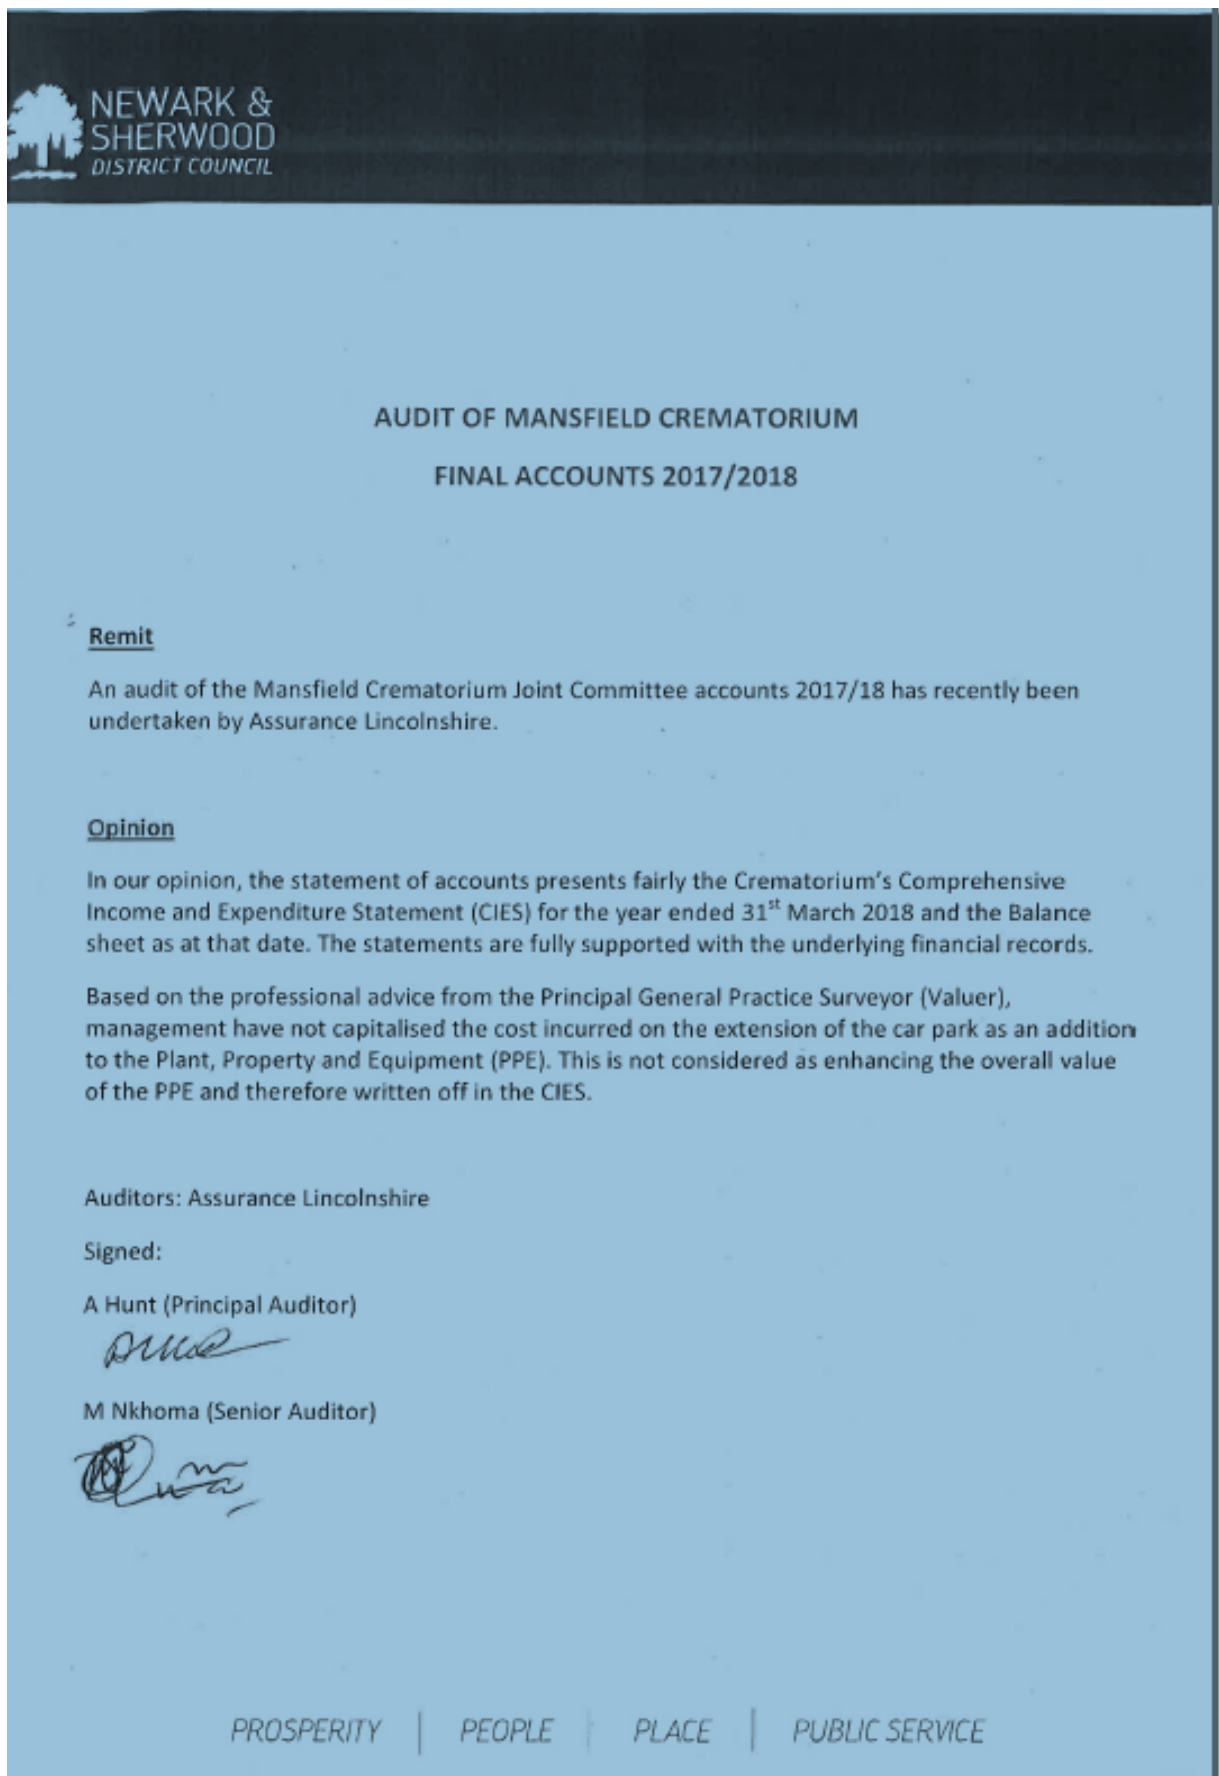 NEWARK &
SHERWOOD
DISTRICT COUNCIL
AUDIT OF MANSFIELD CREMATORIUM
FINAL ACCOUNTS 2017/2018
Remit
An audit of the Mansfield Crematorium Joint Committee accounts 2017/18 has recently been
undertaken by Assurance Lincolnshire.
Opinion
In our opinion, the statement of accounts presents fairly the Crematorium's Comprehensive
Income and Expenditure Statement (CIES) for the year ended 31st March 2018 and the Balance
sheet as at that date. The statements are fully supported with the underlying financial records.
Based on the professional advice from the Principal General Practice Surveyor (Valuer),
management have not capitalised the cost incurred on the extension of the car park as an addition
to the Plant, Property and Equipment (PPE). This is not considered as enhancing the overall value
of the PPE and therefore written off in the CIES.
Auditors: Assurance Lincolnshire
Signed:
A Hunt (Principal Auditor)
M Nkhoma (Senior Auditor)
PROSPERITY | PEOPLE | PLACE | PUBLIC SERVICE